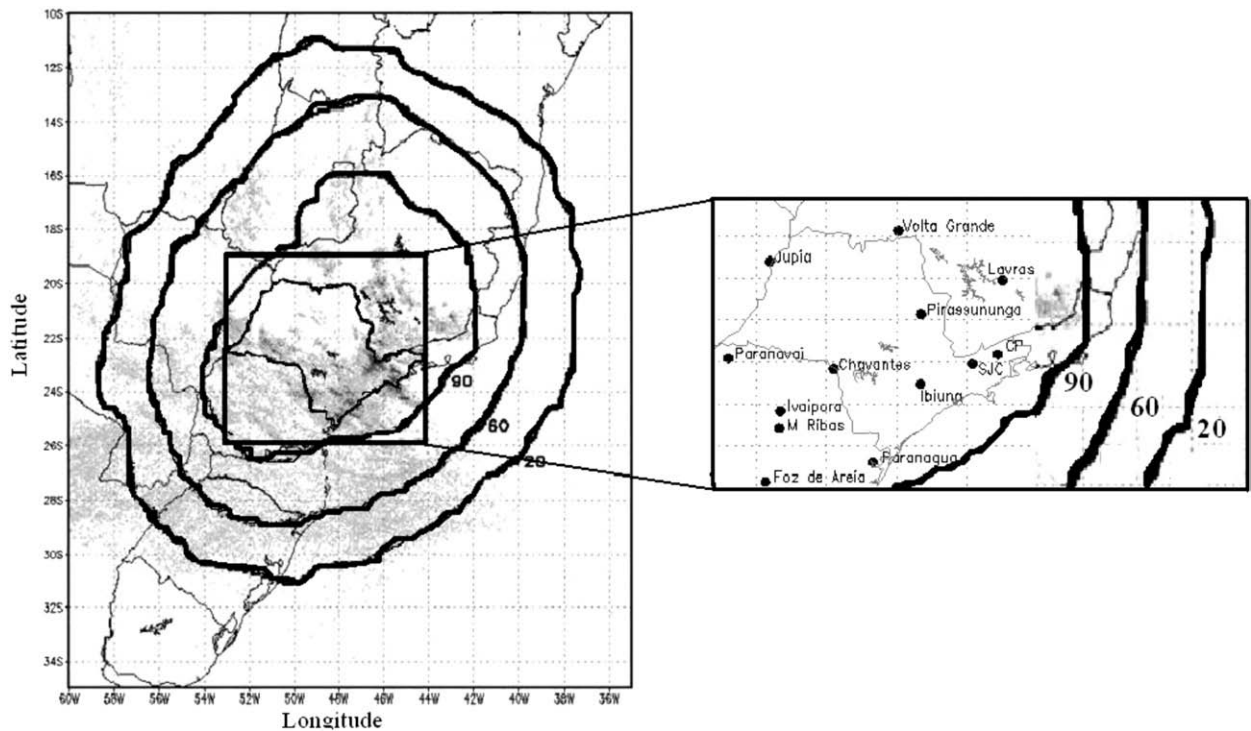 10S
12S
14S
16S
18S
20S
22S
24S
26S
28S
30S
32S
34S
Latitude
60W 58W 56W 54W 52W 50W 48W 46W 44W 42W 40W 38W 36W
Longitude
90
60
20
Volta Grande
Jupia
Lavras
Pirassununga
Paranavai
Chavantes
CP
SJC
Ibiuna
Ivaipora
M Ribas
Paranagua
Foz de Areia
90
60
20